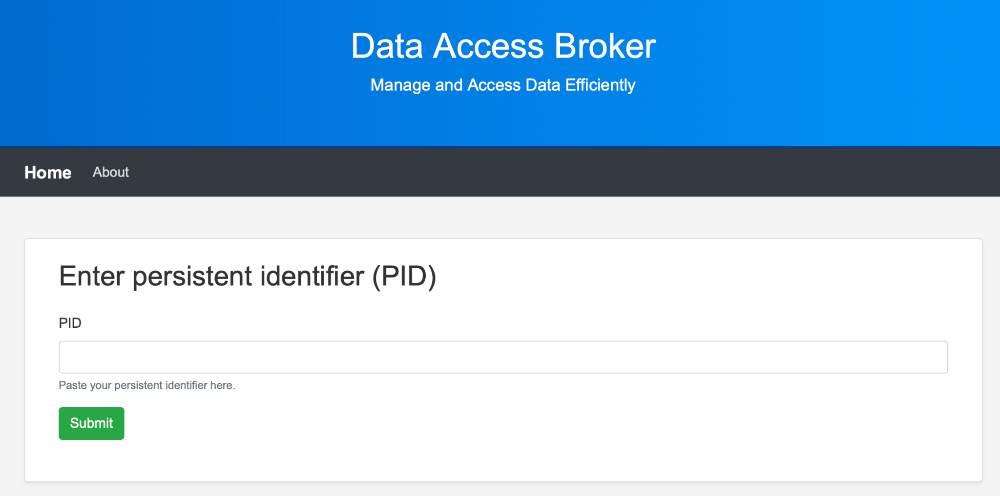 Data Access Broker
Manage and Access Data Efficiently
Home About
Enter persistent identifier (PID)
PID
Paste your persistent identifier here.
Submit